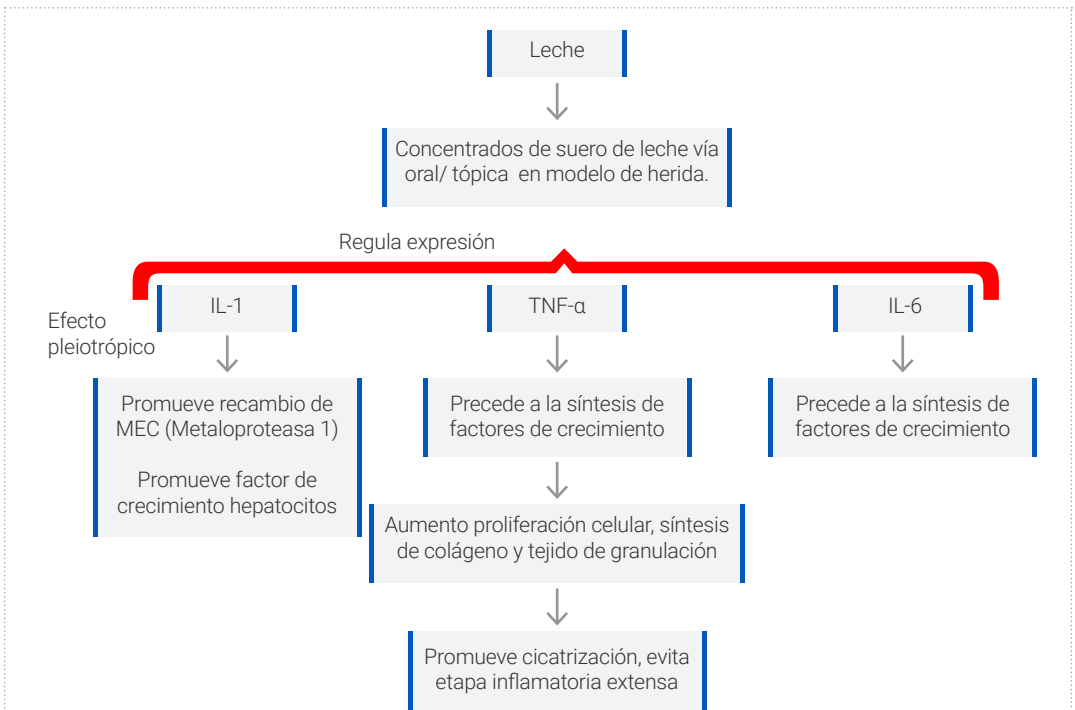 Leche
Concentrados de suero de leche vía
oral/ tópica en modelo de herida.
Regula expresión
IL-1
TNF-α
IL-6
Efecto
pleiotrópico
Promueve recambio de
MEC (Metaloproteasa 1)
Promueve factor de
crecimiento hepatocitos
Precede a la síntesis de
factores de crecimiento
Precede a la síntesis de
factores de crecimiento
Aumento proliferación celular, síntesis
de colágeno y tejido de granulación
Promueve cicatrización, evita
etapa inflamatoria extensa